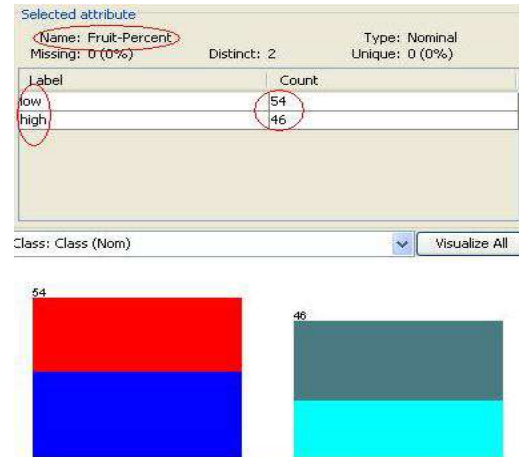 Selected attribute
Name: Fruit-Percent Type: Nominal
Missing: 0 (0%) Distinct: 2 Unique: 0 (0%)
Label Count
low 54
high 46
Class: Class (Nom) Visualize All
54
46